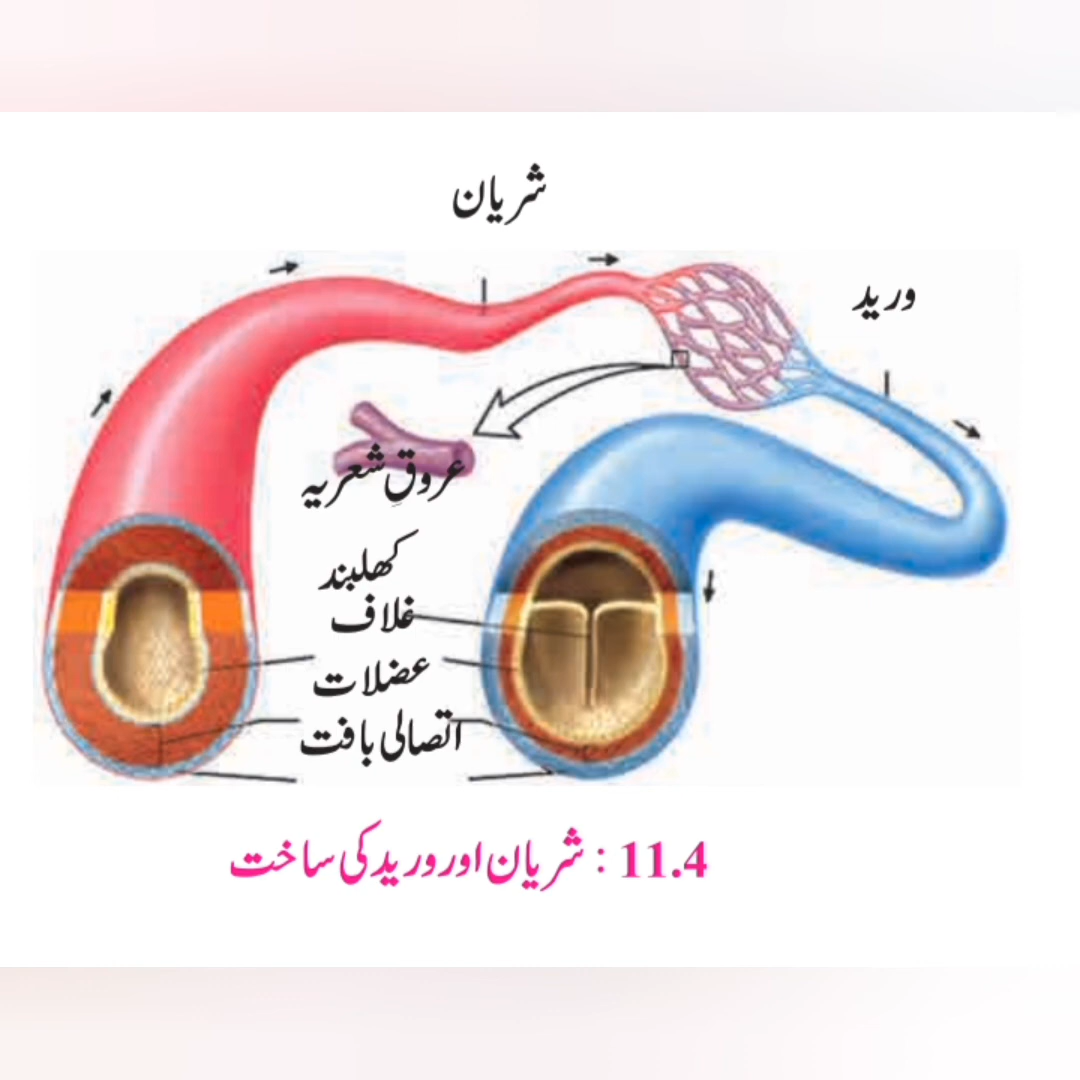 شریان
ورید
عروقِ شعریہ
کھلبند
غلاف
عضلات
اتصالی بافت
11.4 : شریان اور ورید کی ساخت